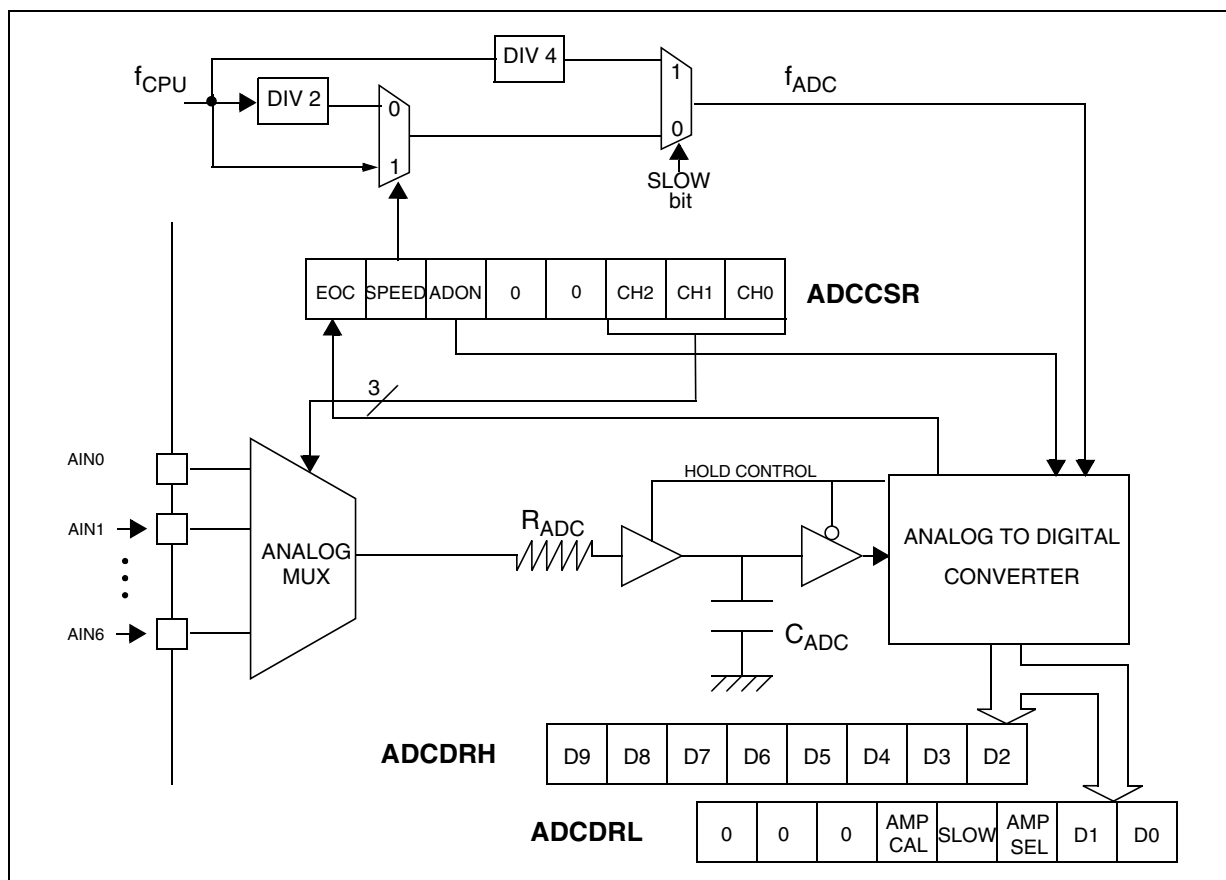 DIV 4
fCPU
DIV 2
0
1
1
0
fADC
SLOW
bit
EOC SPEED ADON 0 0 CH2 CH1 CH0
ADCCSR
3
AIN0
AIN1
AIN6
ANALOG
MUX
RADC
HOLD CONTROL
CADC
ANALOG TO DIGITAL
CONVERTER
ADCDRH
D9 D8 D7 D6 D5 D4 D3 D2
ADCDRL
0 0 0 AMP CAL SLOW AMP SEL D1 D0